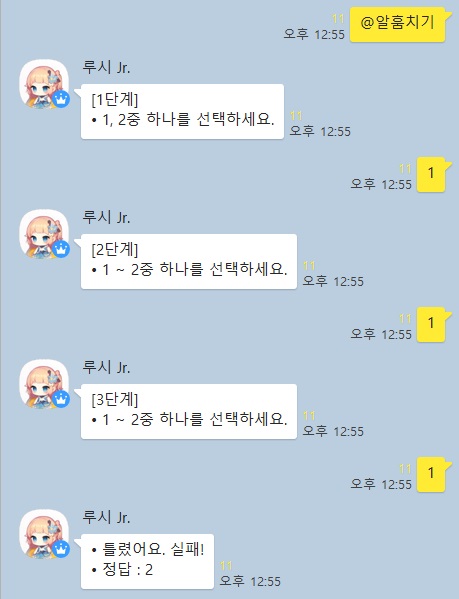 @알훔치기
11
오후 12:55
루시 Jr.
[1단계]
• 1, 2중 하나를 선택하세요.
11
오후 12:55
1
11
오후 12:55
루시 Jr.
[2단계]
• 1 ~ 2중 하나를 선택하세요.
11
오후 12:55
1
11
오후 12:55
루시 Jr.
[3단계]
• 1 ~ 2중 하나를 선택하세요.
11
오후 12:55
1
11
오후 12:55
루시 Jr.
• 틀렸어요. 실패!
• 정답 : 2
11
오후 12:55